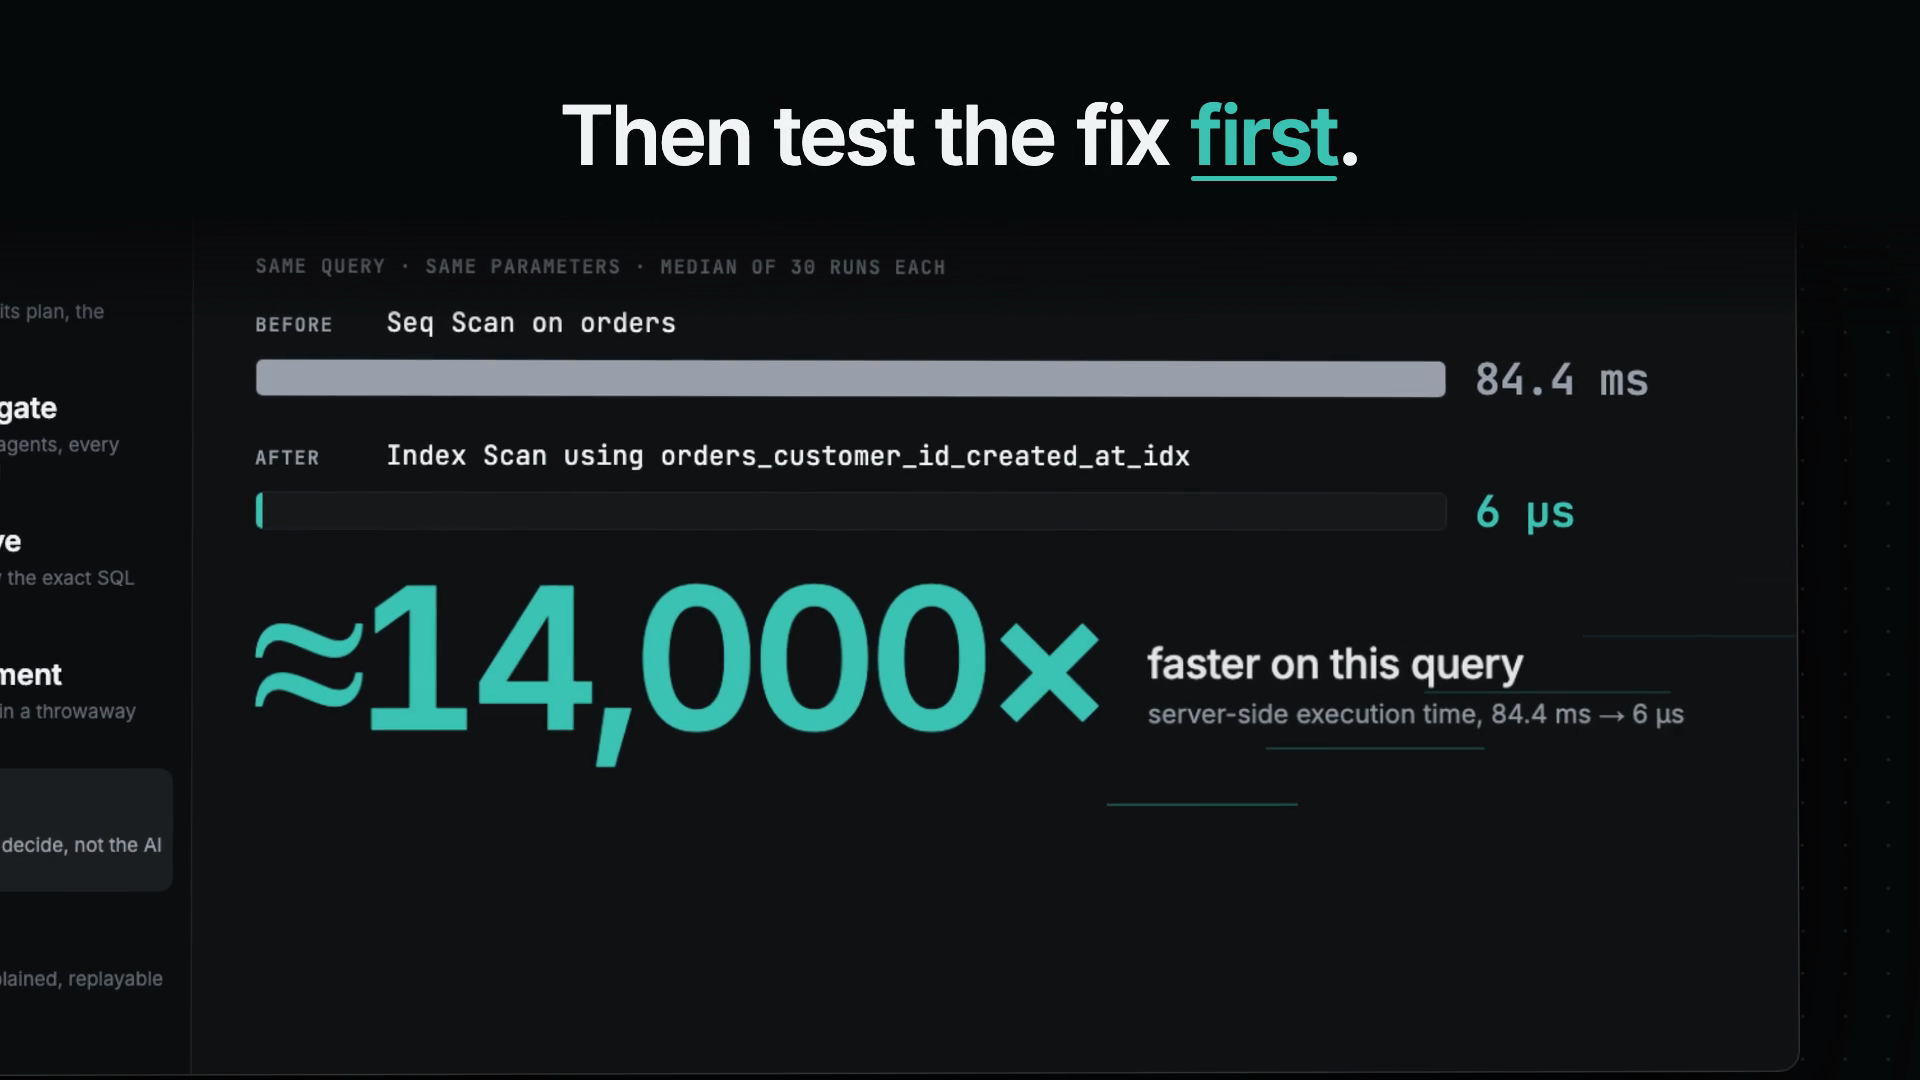 Then test the fix first.
SAME QUERY · SAME PARAMETERS · MEDIAN OF 30 RUNS EACH
BEFORE Seq Scan on orders
84.4 ms
AFTER Index Scan using orders_customer_id_created_at_idx
6 µs
≈14,000×
faster on this query
server-side execution time, 84.4 ms → 6 µs
its plan, the
gate
agents, every
ve
the exact SQL
ment
in a throwaway
decide, not the AI
lained, replayable